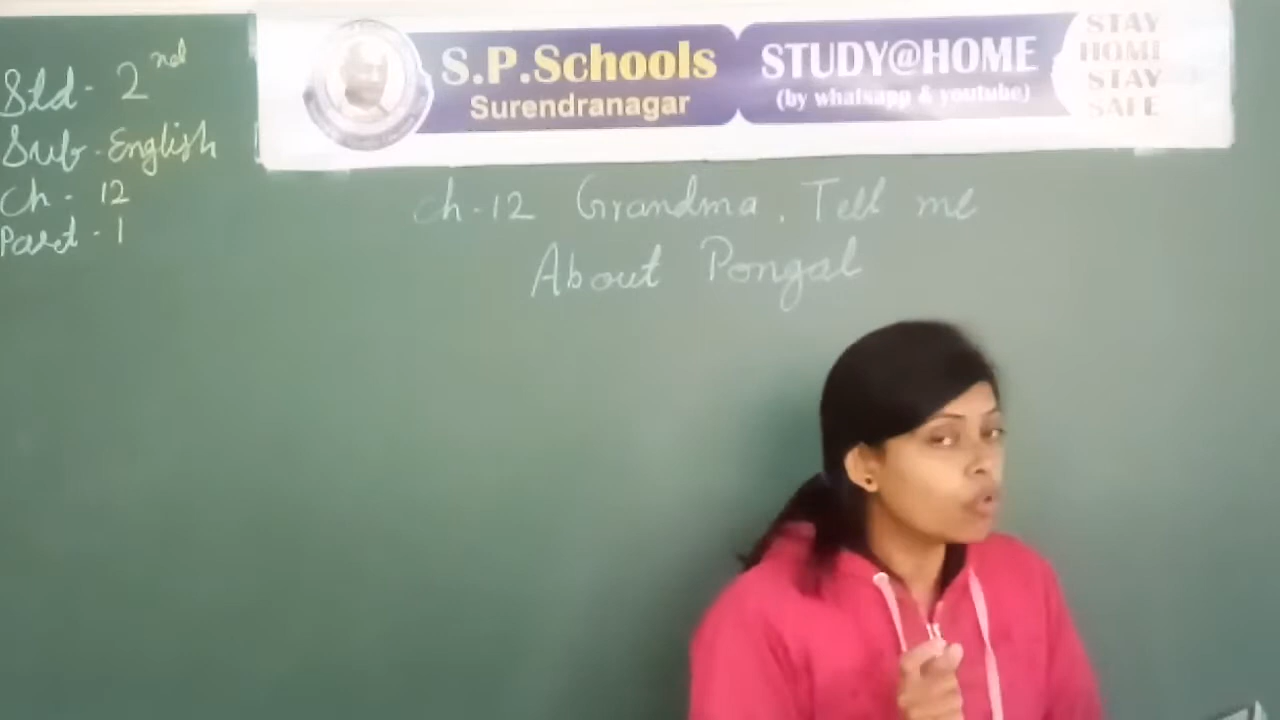 Std - 2nd
Sub - English
Ch - 12
Part - 1
S.P.Schools
Surendranagar
STUDY@HOME
(by whatsapp & youtube)
STAY
HOME
STAY
SAFE
Ch-12 Grandma, Tell me
About Pongal